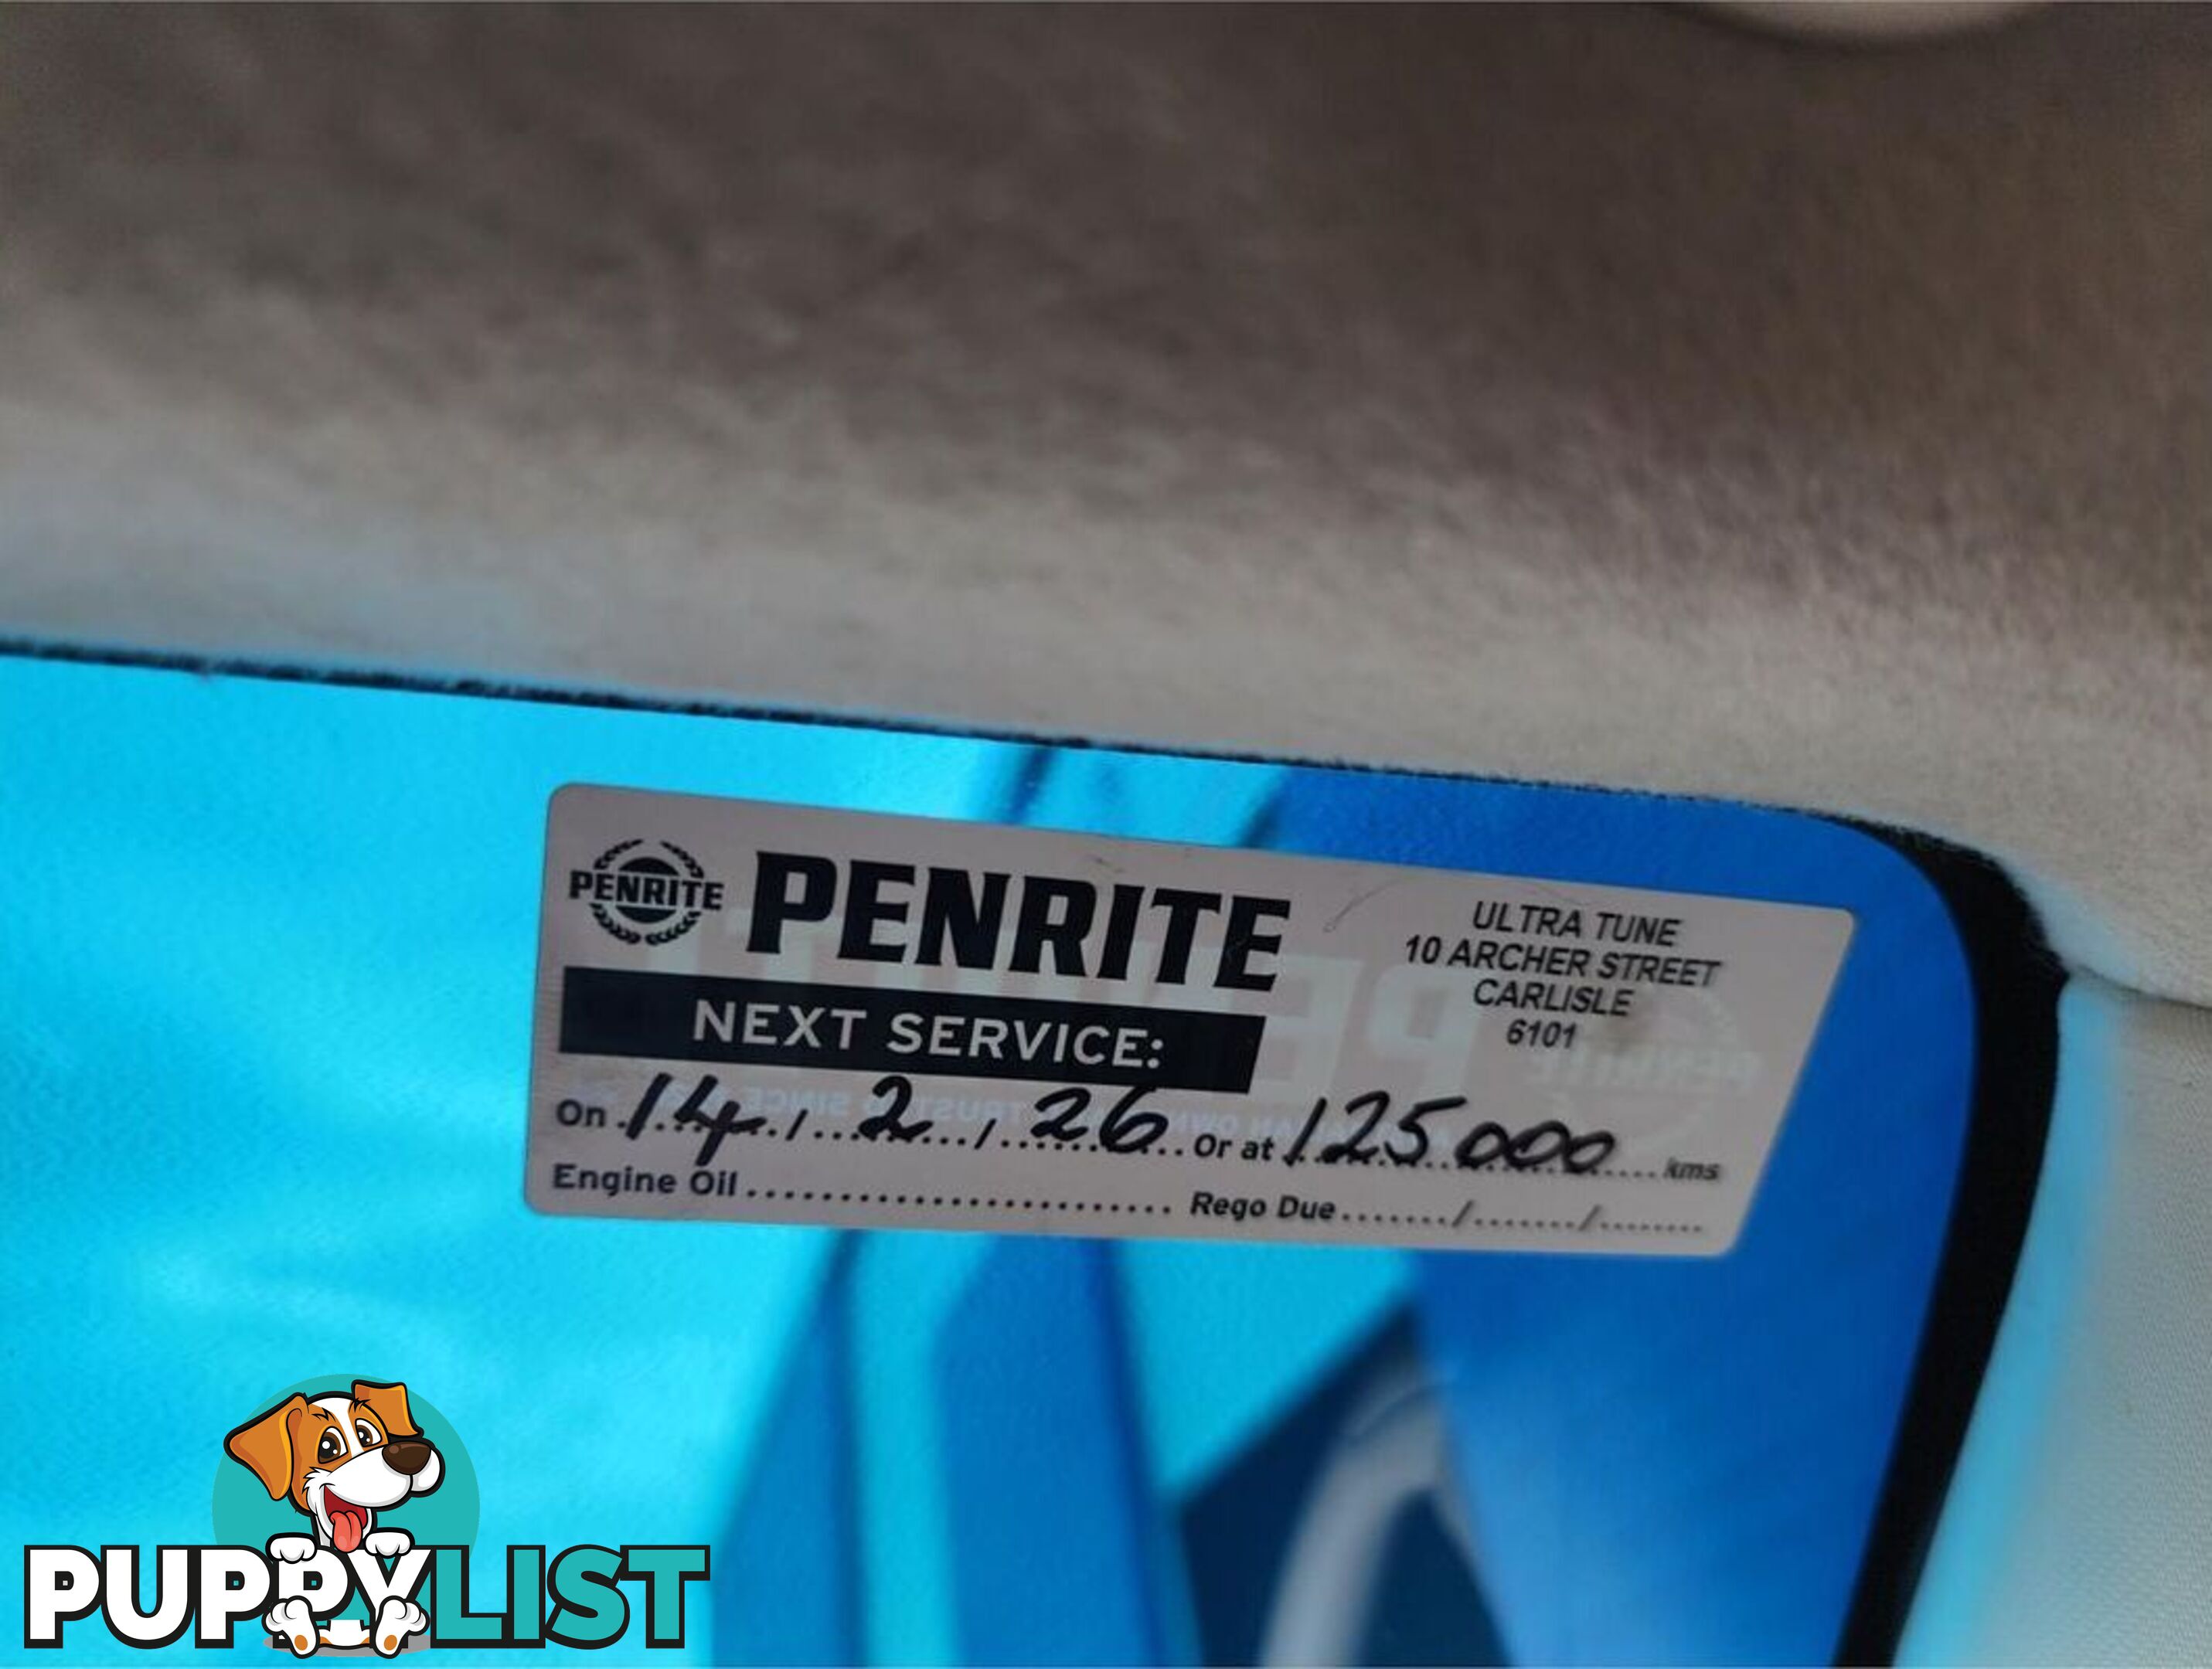 PENRITE
PENRITE
ULTRA TUNE
10 ARCHER STREET
CARLISLE
6101
NEXT SERVICE:
On 14 / 2 / 26 Or at 125000 kms
Engine Oil ........................ Rego Due ......./......./........
PUPPYLIST